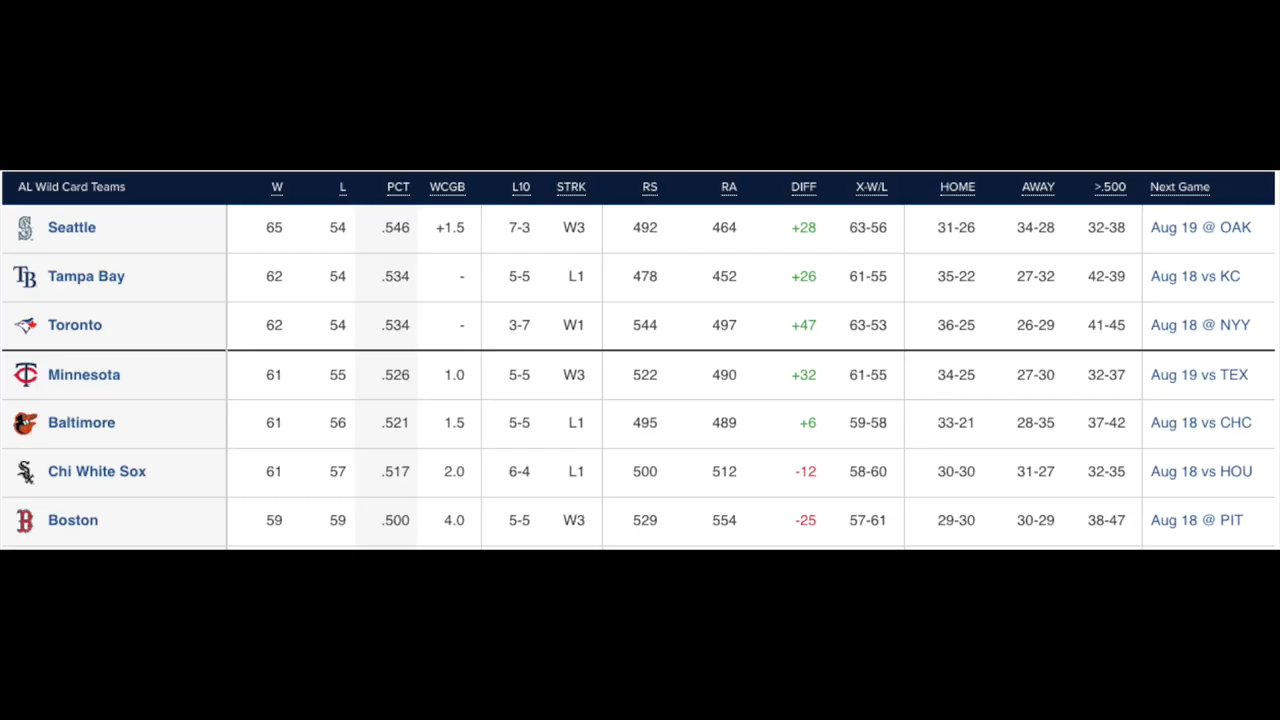 AL Wild Card Teams W L PCT WCGB L10 STRK RS RA DIFF X-W/L HOME AWAY >.500 Next Game
Seattle 65 54 .546 +1.5 7-3 W3 492 464 +28 63-56 31-26 34-28 32-38 Aug 19 @ OAK
Tampa Bay 62 54 .534 - 5-5 L1 478 452 +26 61-55 35-22 27-32 42-39 Aug 18 vs KC
Toronto 62 54 .534 - 3-7 W1 544 497 +47 63-53 36-25 26-29 41-45 Aug 18 @ NYY
Minnesota 61 55 .526 1.0 5-5 W3 522 490 +32 61-55 34-25 27-30 32-37 Aug 19 vs TEX
Baltimore 61 56 .521 1.5 5-5 L1 495 489 +6 59-58 33-21 28-35 37-42 Aug 18 vs CHC
Chi White Sox 61 57 .517 2.0 6-4 L1 500 512 -12 58-60 30-30 31-27 32-35 Aug 18 vs HOU
Boston 59 59 .500 4.0 5-5 W3 529 554 -25 57-61 29-30 30-29 38-47 Aug 18 @ PIT